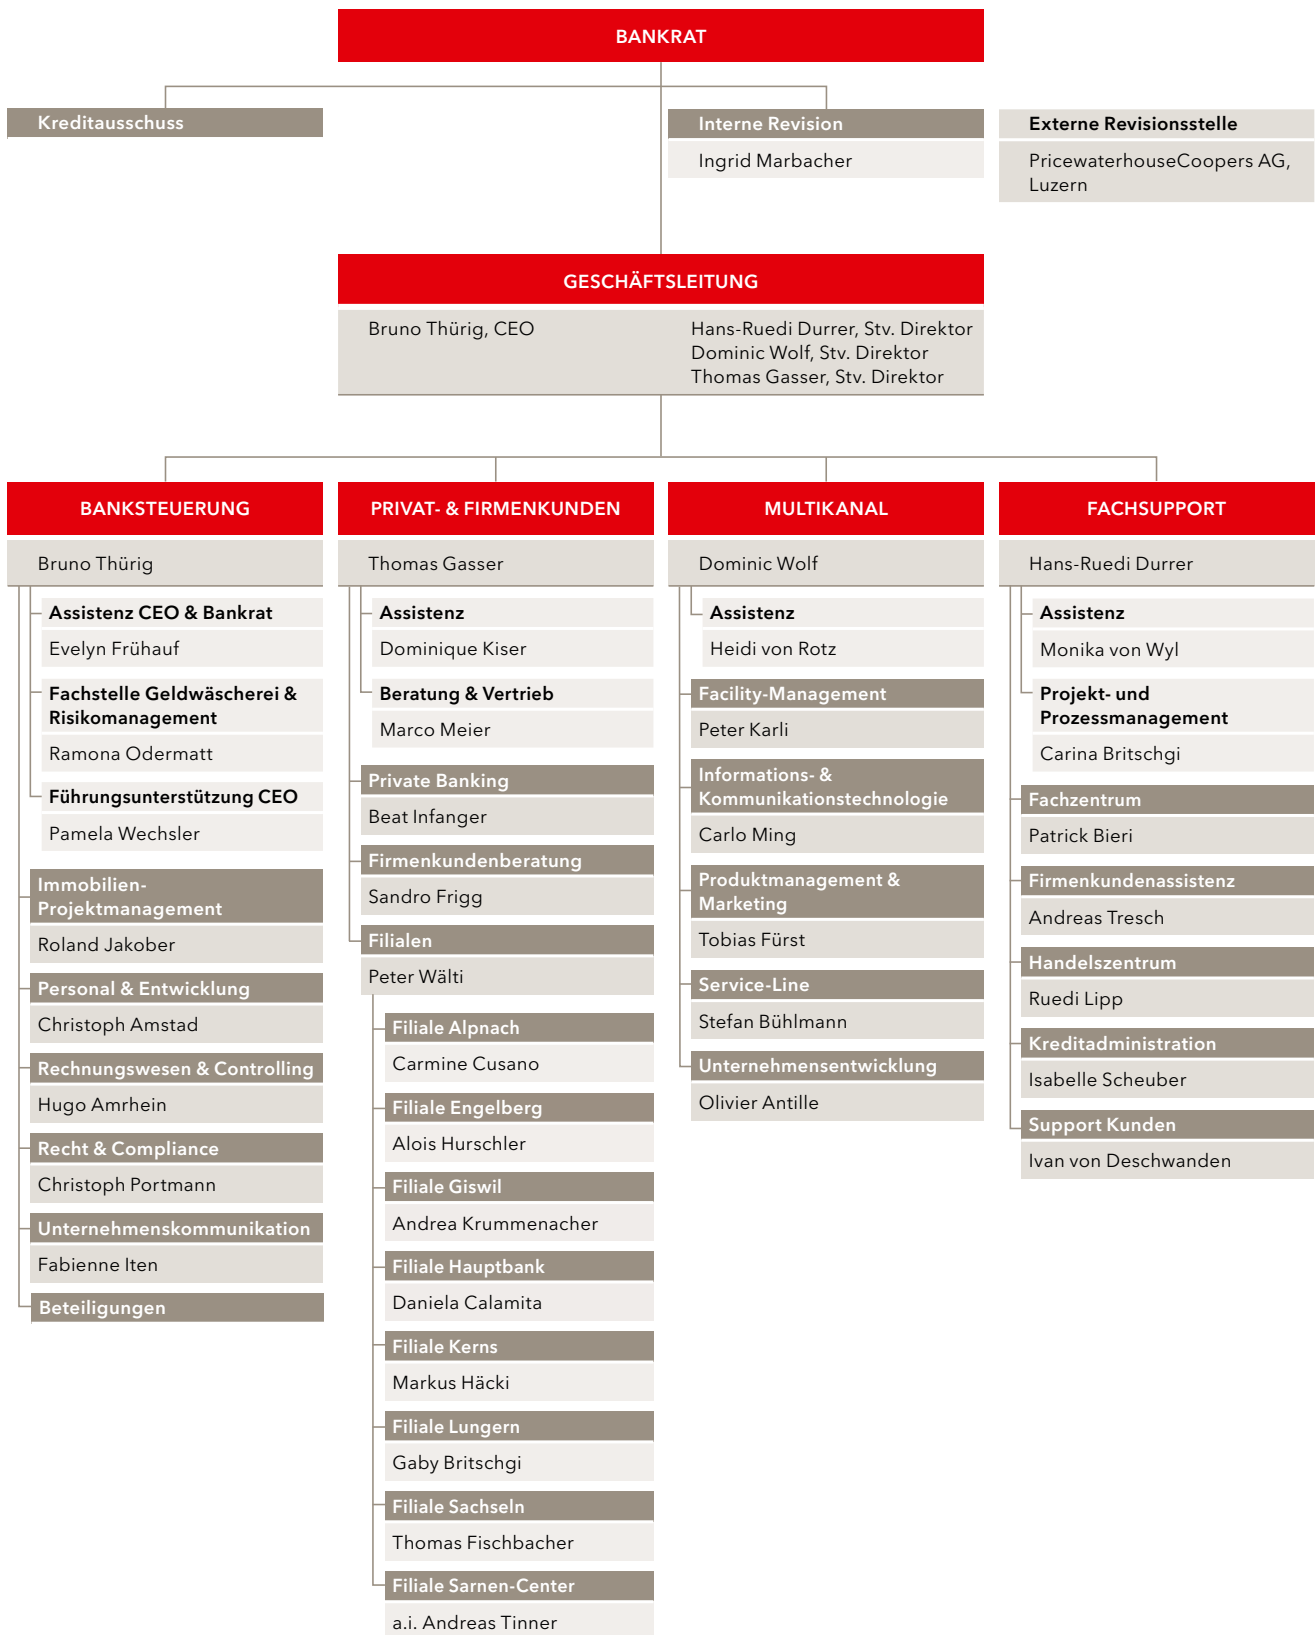 BANKRAT
Kreditausschuss
Interne Revision
Ingrid Marbacher
Externe Revisionsstelle
PricewaterhouseCoopers AG,
Luzern
GESCHÄFTSLEITUNG
Bruno Thürig, CEO
Hans-Ruedi Durrer, Stv. Direktor
Dominic Wolf, Stv. Direktor
Thomas Gasser, Stv. Direktor
BANKSTEUERUNG
Bruno Thürig
Assistenz CEO & Bankrat
Evelyn Frühauf
Fachstelle Geldwäscherei &
Risikomanagement
Ramona Odermatt
Führungsunterstützung CEO
Pamela Wechsler
Immobilien-
Projektmanagement
Roland Jakober
Personal & Entwicklung
Christoph Amstad
Rechnungswesen & Controlling
Hugo Amrhein
Recht & Compliance
Christoph Portmann
Unternehmenskommunikation
Fabienne Iten
Beteiligungen
PRIVAT- & FIRMENKUNDEN
Thomas Gasser
Assistenz
Dominique Kiser
Beratung & Vertrieb
Marco Meier
Private Banking
Beat Infanger
Firmenkundenberatung
Sandro Frigg
Filialen
Peter Wälti
Filiale Alpnach
Carmine Cusano
Filiale Engelberg
Alois Hurschler
Filiale Giswil
Andrea Krummenacher
Filiale Hauptbank
Daniela Calamita
Filiale Kerns
Markus Häcki
Filiale Lungern
Gaby Britschgi
Filiale Sachseln
Thomas Fischbacher
Filiale Sarnen-Center
a.i. Andreas Tinner
MULTIKANAL
Dominic Wolf
Assistenz
Heidi von Rotz
Facility-Management
Peter Karli
Informations- &
Kommunikationstechnologie
Carlo Ming
Produktmanagement &
Marketing
Tobias Fürst
Service-Line
Stefan Bühlmann
Unternehmensentwicklung
Olivier Antille
FACHSUPPORT
Hans-Ruedi Durrer
Assistenz
Monika von Wyl
Projekt- und
Prozessmanagement
Carina Britschgi
Fachzentrum
Patrick Bieri
Firmenkundenassistenz
Andreas Tresch
Handelszentrum
Ruedi Lipp
Kreditadministration
Isabelle Scheuber
Support Kunden
Ivan von Deschwanden